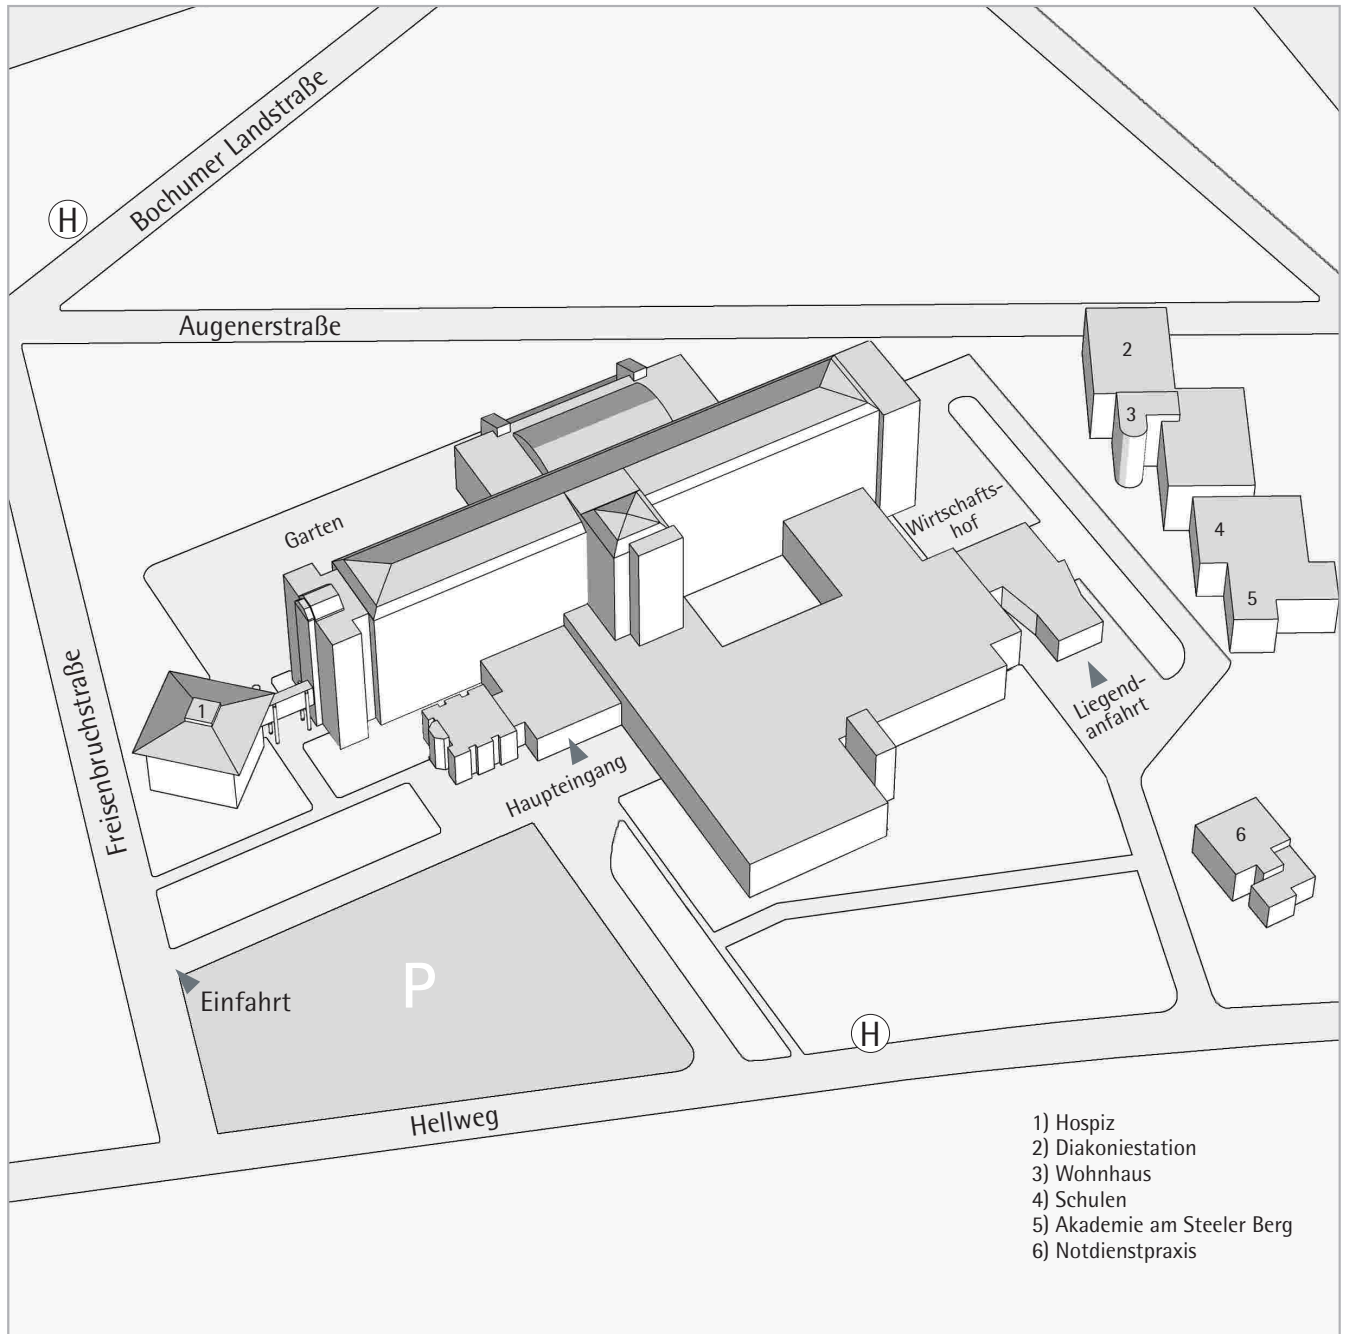 Bochumer Landstraße
H
Augenerstraße
2
3
Garten
Wirtschafts-
hof
4
5
Freisenbruchstraße
1
Liegend-
anfahrt
Haupteingang
6
P
Einfahrt
H
Hellweg
1) Hospiz
2) Diakoniestation
3) Wohnhaus
4) Schulen
5) Akademie am Steeler Berg
6) Notdienstpraxis